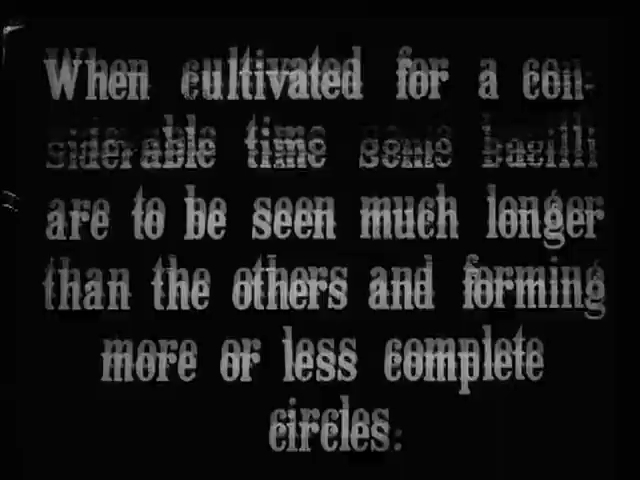 When cultivated for a con-
siderable time some bacilli
are to be seen much longer
than the others and forming
more or less complete
circles: